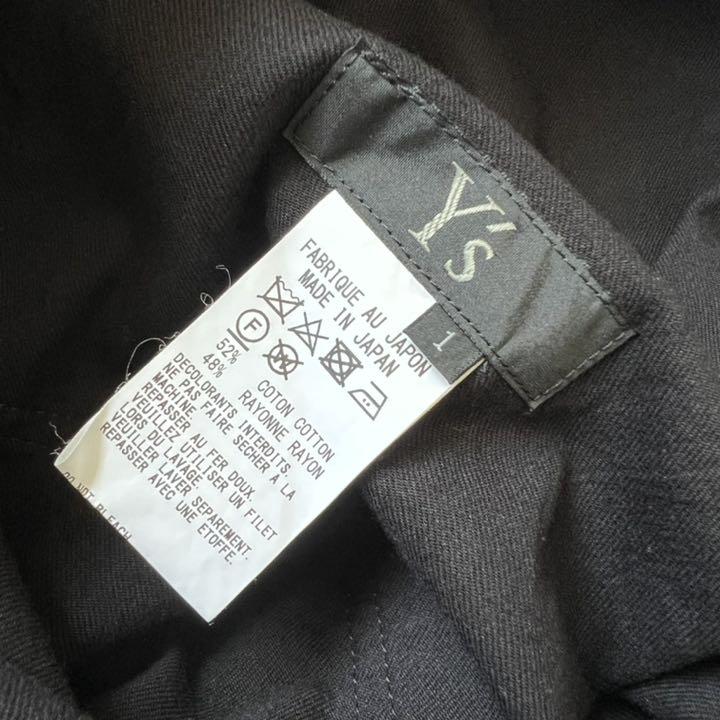 Y's
1
FABRIQUE AU JAPON
MADE IN JAPAN
F
52% COTON COTTON
48% RAYONNE RAYON
DECOLORANTS INTERDITS.
NE PAS FAIRE SECHER A LA
MACHINE.
REPASSER AU FER DOUX.
VEUILLEZ UTILISER UN FILET
LORS DU LAVAGE.
VEUILLER LAVER SEPAREMENT.
REPASSER AVEC UNE ETOFFE.
DO NOT BLEACH